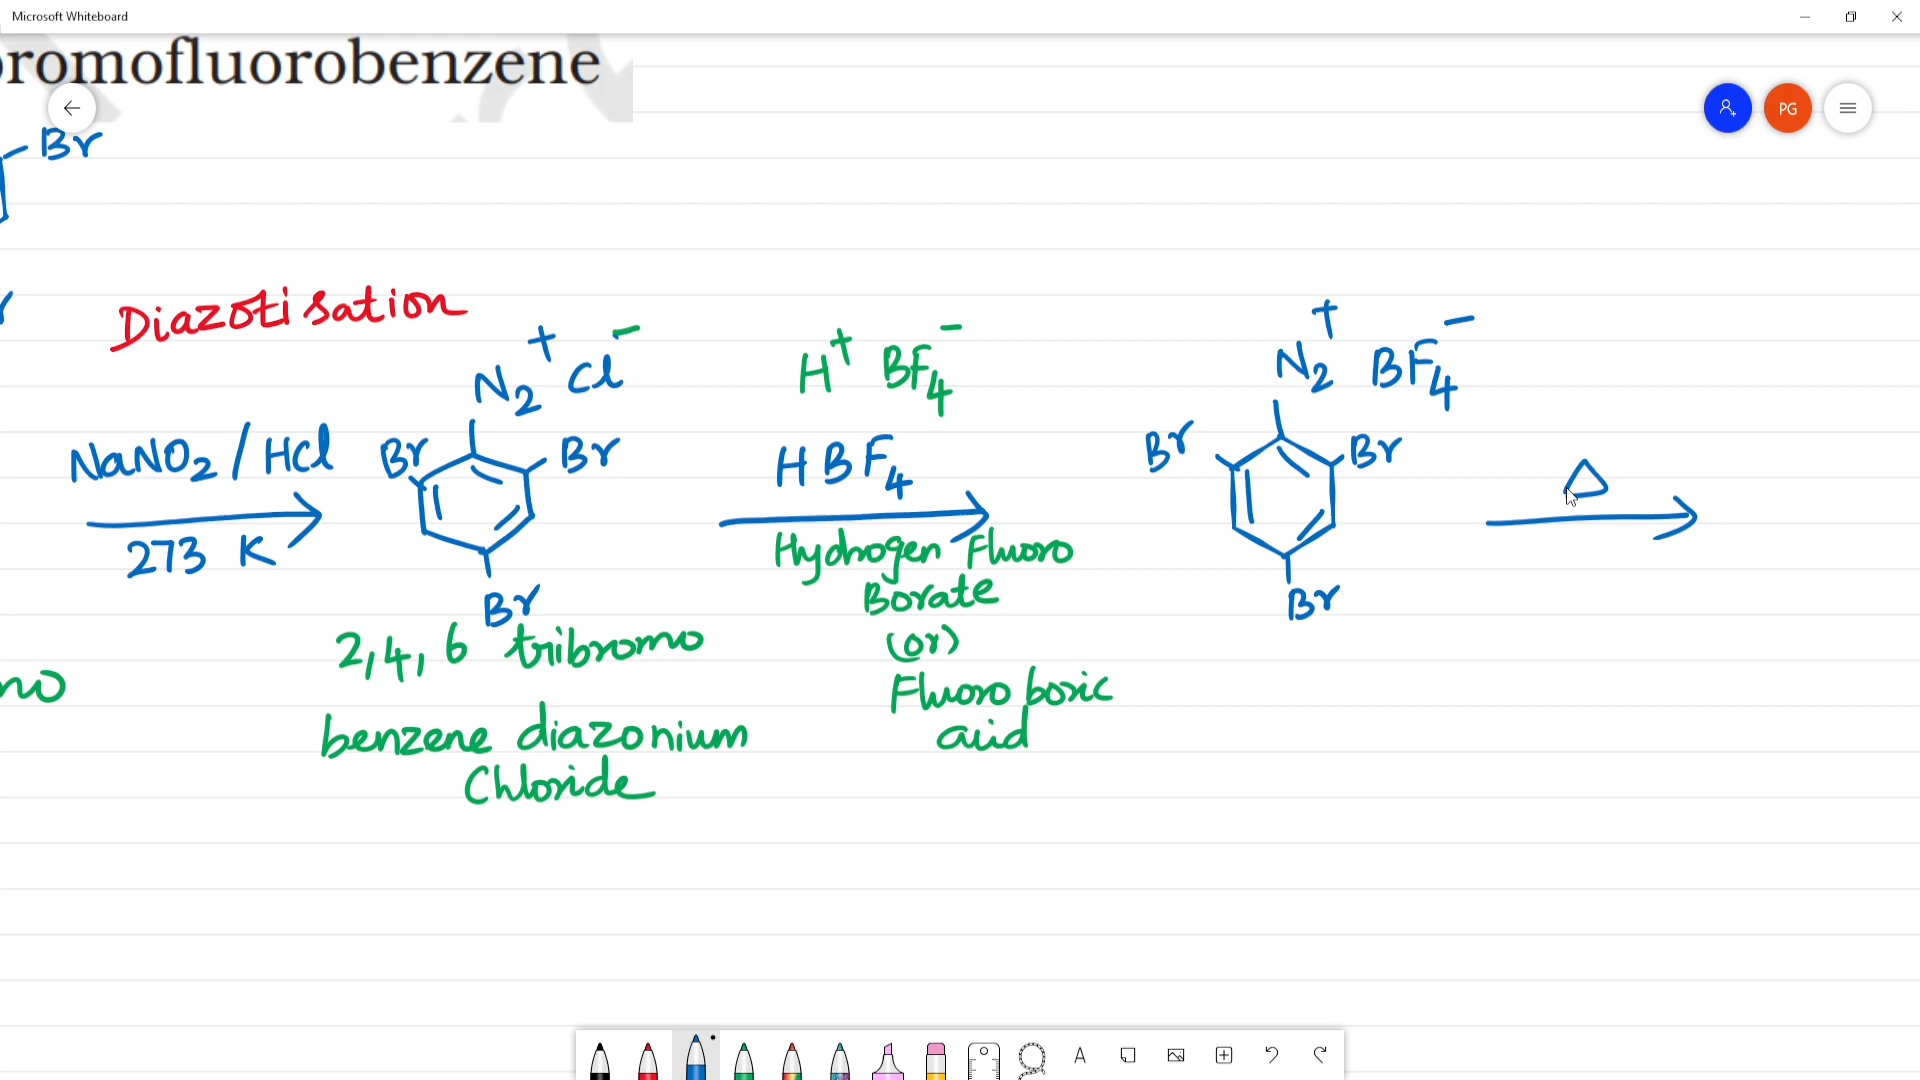 Microsoft Whiteboard
romofluorobenzene
Br
PG
Diazotisation
N2+ Cl-
H+ BF4-
N2+ BF4-
NaNO2 / HCl
273 K
Br
Br
Br
HBF4
Hydrogen Fluoro
Borate
(or)
Fluoro boric
acid
Br
Br
Br
Δ
2,4,6 tribromo
benzene diazonium
Chloride
no
A